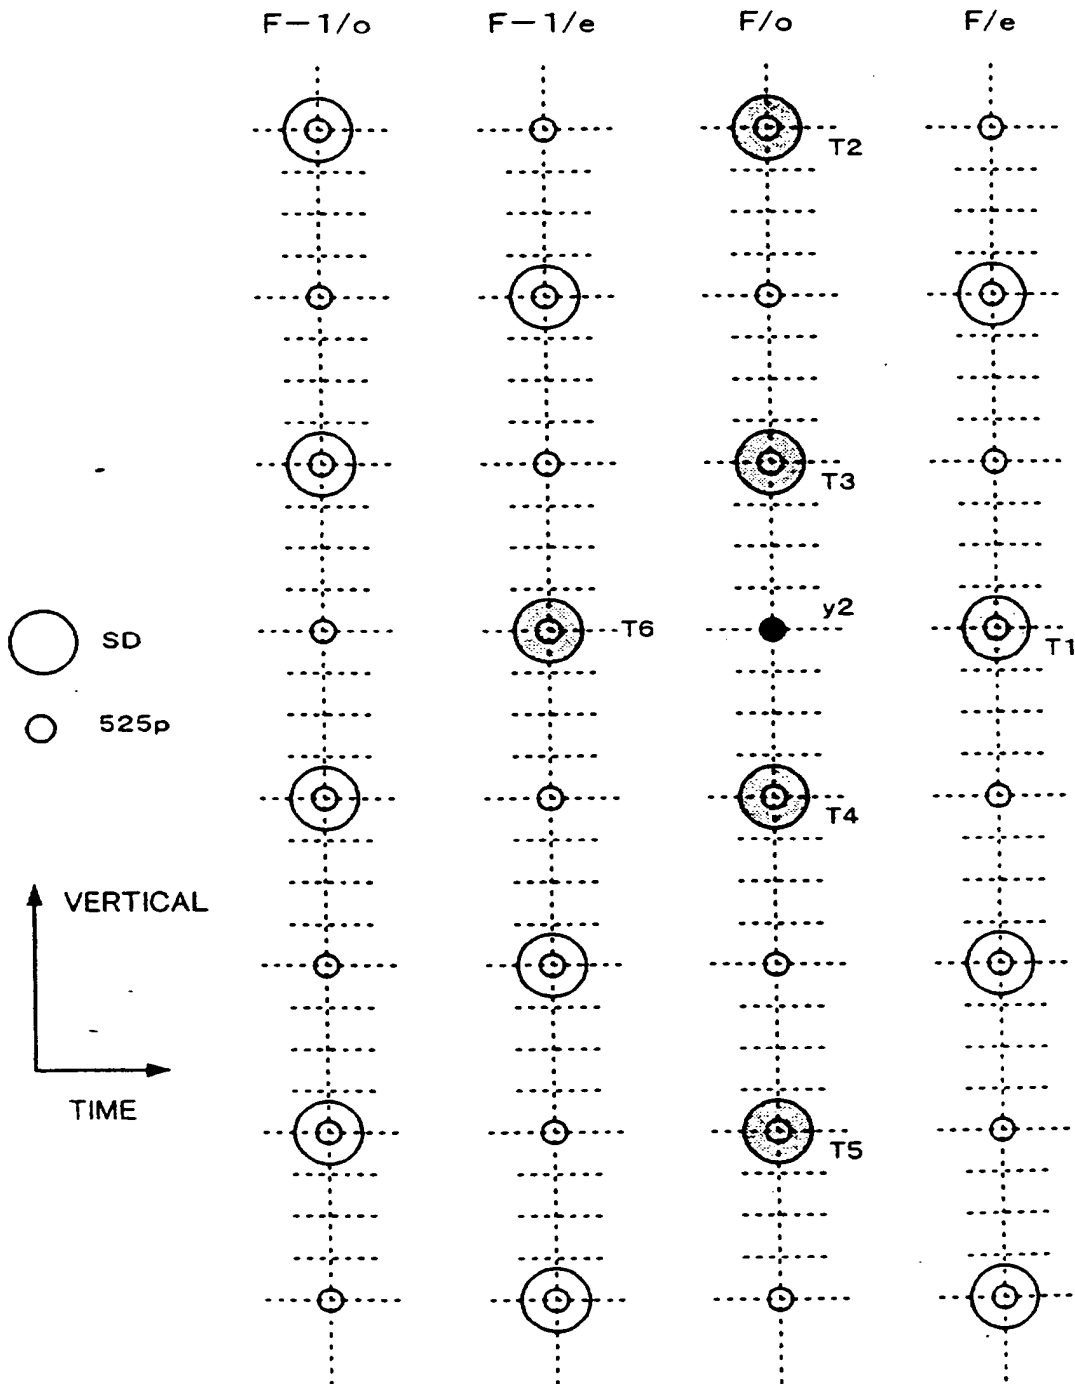 F-1/o F-1/e F/o F/e
T2
T3
y2
SD
T6
T1
525p
T4
VERTICAL
TIME
T5